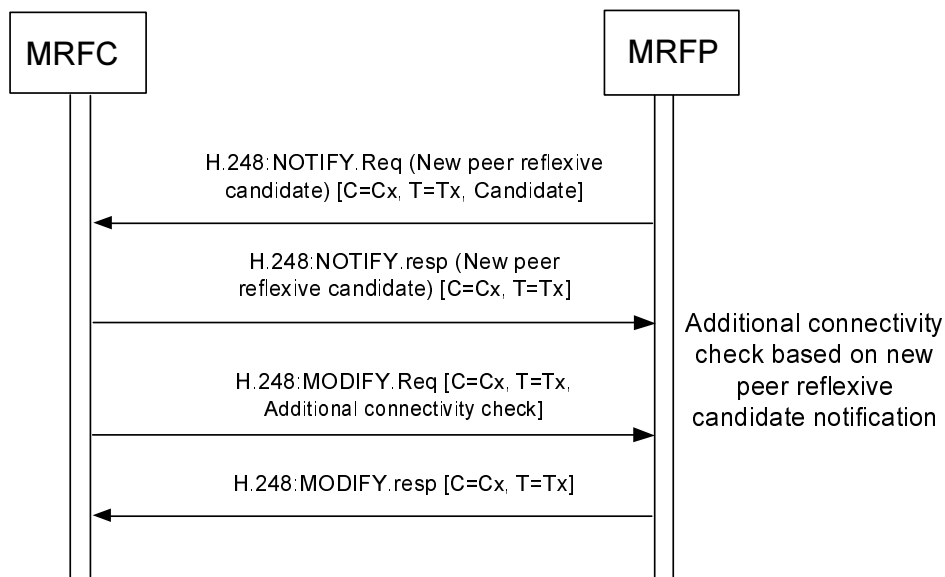 MRFC
MRFP
H.248:NOTIFY.Req (New peer reflexive
candidate) [C=Cx, T=Tx, Candidate]
H.248:NOTIFY.resp (New peer
reflexive candidate) [C=Cx, T=Tx]
Additional connectivity
check based on new
peer reflexive
candidate notification
H.248:MODIFY.Req [C=Cx, T=Tx,
Additional connectivity check]
H.248:MODIFY.resp [C=Cx, T=Tx]